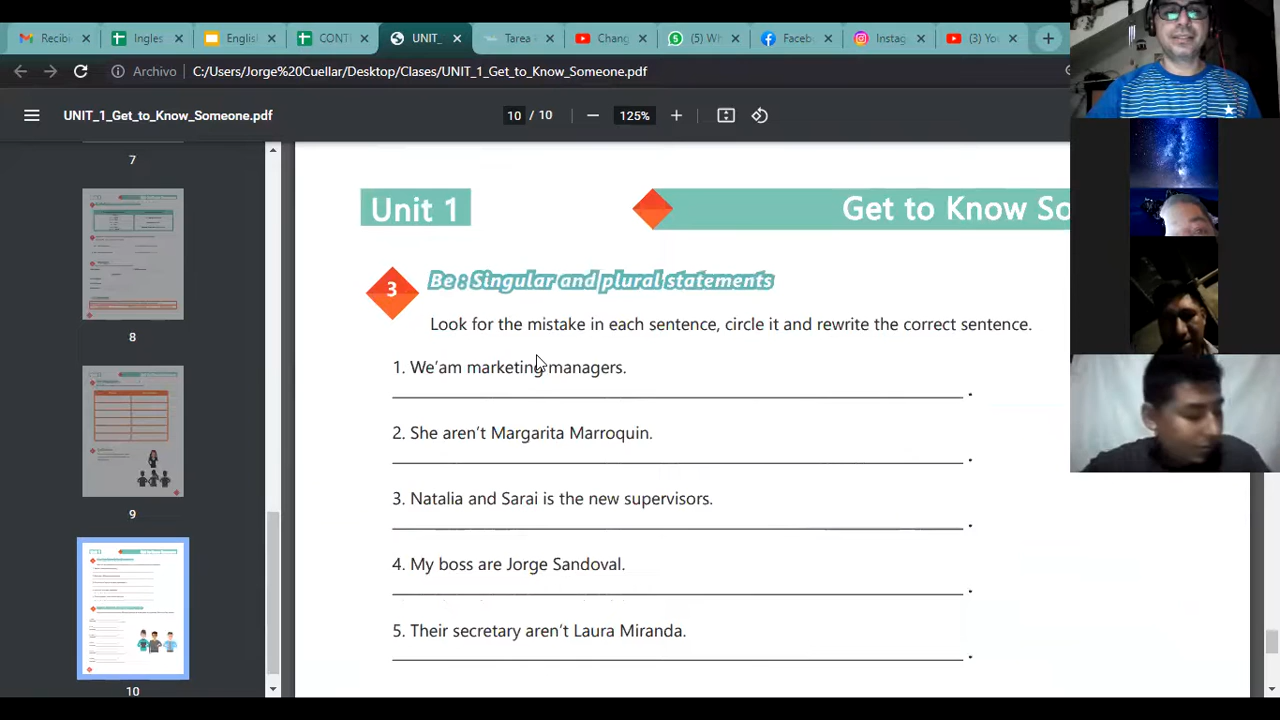 Recibi
Ingles
English
CONT
UNIT_
Tarea
Chang
(5) Wh
Faceb
Instag
(3) You
Archivo
C:/Users/Jorge%20Cuellar/Desktop/Clases/UNIT_1_Get_to_Know_Someone.pdf
UNIT_1_Get_to_Know_Someone.pdf
10 / 10
125%
7
8
9
10
Unit 1
Get to Know So
3
Be : Singular and plural statements
Look for the mistake in each sentence, circle it and rewrite the correct sentence.
1. We'am marketing managers.
2. She aren't Margarita Marroquin.
3. Natalia and Sarai is the new supervisors.
4. My boss are Jorge Sandoval.
5. Their secretary aren't Laura Miranda.